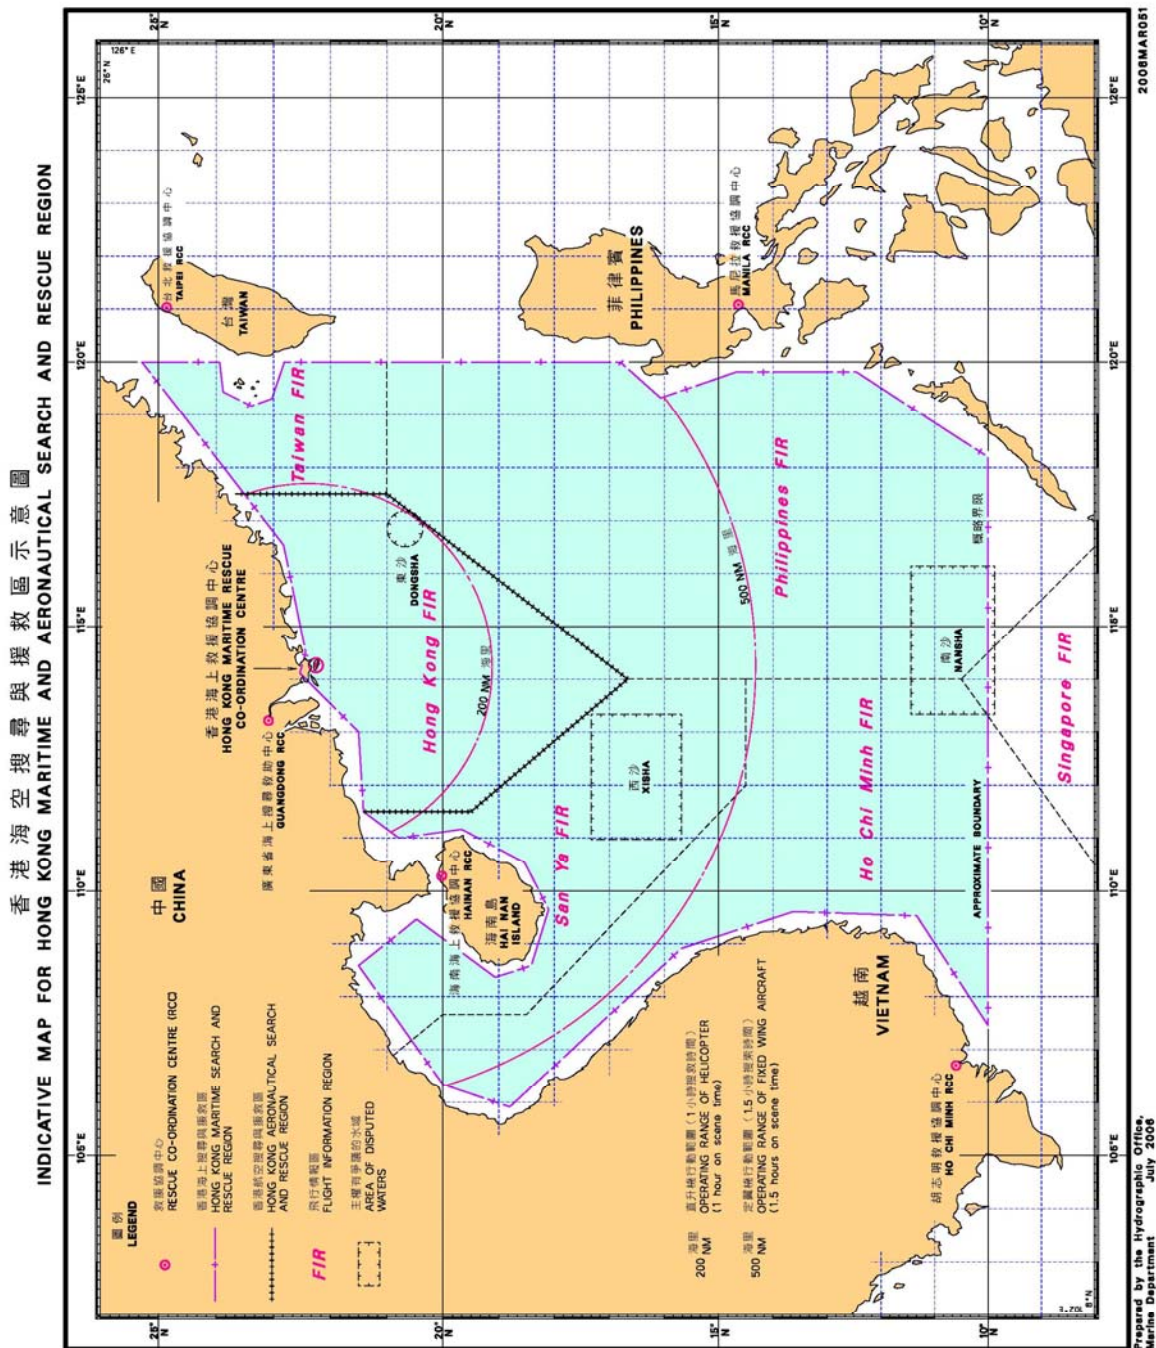 香港海空搜尋與援救區示意圖
INDICATIVE MAP FOR HONG KONG MARITIME AND AERONAUTICAL SEARCH AND RESCUE REGION
105°E
110°E
115°E
120°E
125°E
126°E
26°N
25°
N
20°
N
15°
N
10°
N
8°N
圖例
LEGEND
救援協調中心
RESCUE CO-ORDINATION CENTRE (RCC)
香港海上搜尋與援救區
HONG KONG MARITIME SEARCH AND
RESCUE REGION
香港航空搜尋與援救區
HONG KONG AERONAUTICAL SEARCH
AND RESCUE REGION
FIR
飛行情報區
FLIGHT INFORMATION REGION
主權有爭議的水域
AREA OF DISPUTED
WATERS
200 海里
NM
直升機行動範圍 (1小時搜救時間)
OPERATING RANGE OF HELICOPTER
(1 hour on scene time)
500 海里
NM
定翼機行動範圍 (1.5小時搜索時間)
OPERATING RANGE OF FIXED WING AIRCRAFT
(1.5 hours on scene time)
中國
CHINA
香港海上救援協調中心
HONG KONG MARITIME RESCUE
CO-ORDINATION CENTRE
廣東省海上搜尋救助中心
GUANGDONG RCC
海南海上救援協調中心
HAINAN RCC
海南島
HAI NAN
ISLAND
台北救援協調中心
TAIPEI RCC
台灣
TAIWAN
Taiwan FIR
東沙
DONGSHA
Hong Kong FIR
200 NM 海里
San Ya FIR
西沙
XISHA
菲律賓
PHILIPPINES
馬尼拉救援協調中心
MANILA RCC
500 NM 海里
Philippines FIR
越南
VIETNAM
Ho Chi Minh FIR
胡志明救援協調中心
HO CHI MINH RCC
南沙
NANSHA
概略界限
APPROXIMATE BOUNDARY
Singapore FIR
Prepared by the Hydrographic Office,
Marine Department July 2006